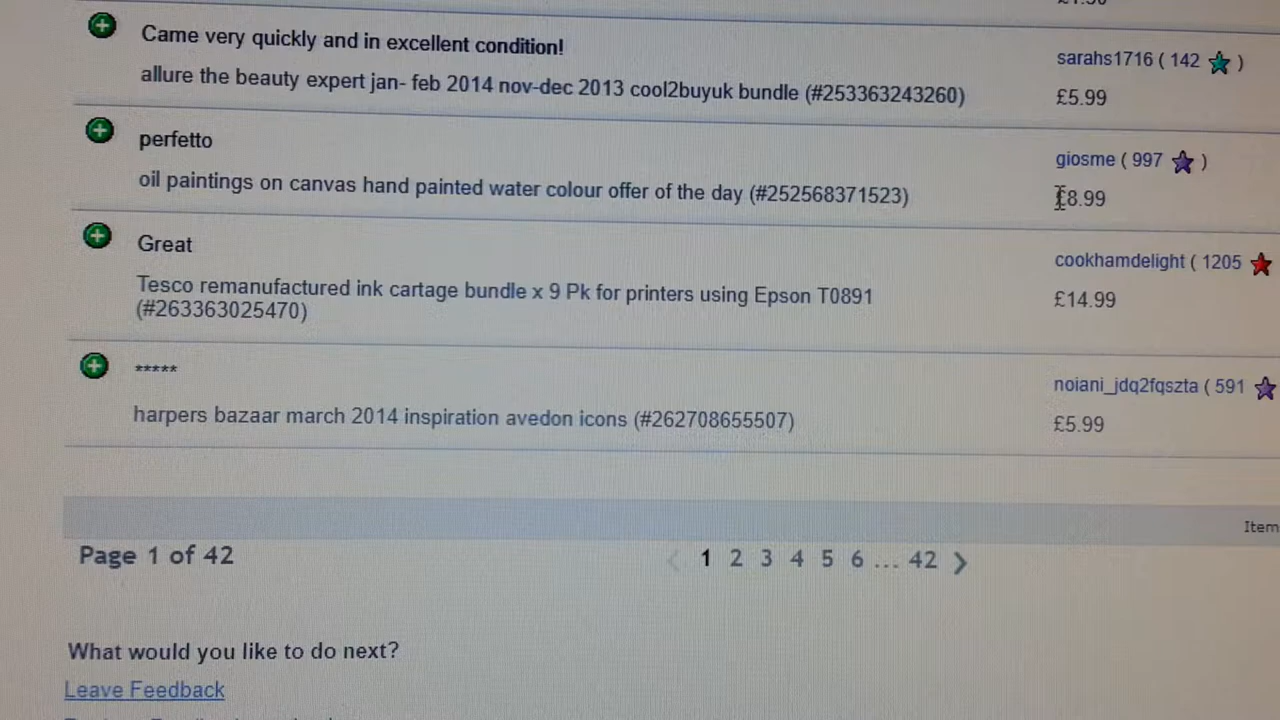 Came very quickly and in excellent condition!
sarahs1716 ( 142 )
allure the beauty expert jan- feb 2014 nov-dec 2013 cool2buyuk bundle (#253363243260)
£5.99
perfetto
giosme ( 997 )
oil paintings on canvas hand painted water colour offer of the day (#252568371523)
£8.99
Great
cookhamdelight ( 1205
Tesco remanufactured ink cartage bundle x 9 Pk for printers using Epson T0891
(#263363025470)
£14.99
*****
noiani_jdq2fqszta ( 591
harpers bazaar march 2014 inspiration avedon icons (#262708655507)
£5.99
Item
Page 1 of 42
1 2 3 4 5 6 ... 42
What would you like to do next?
Leave Feedback